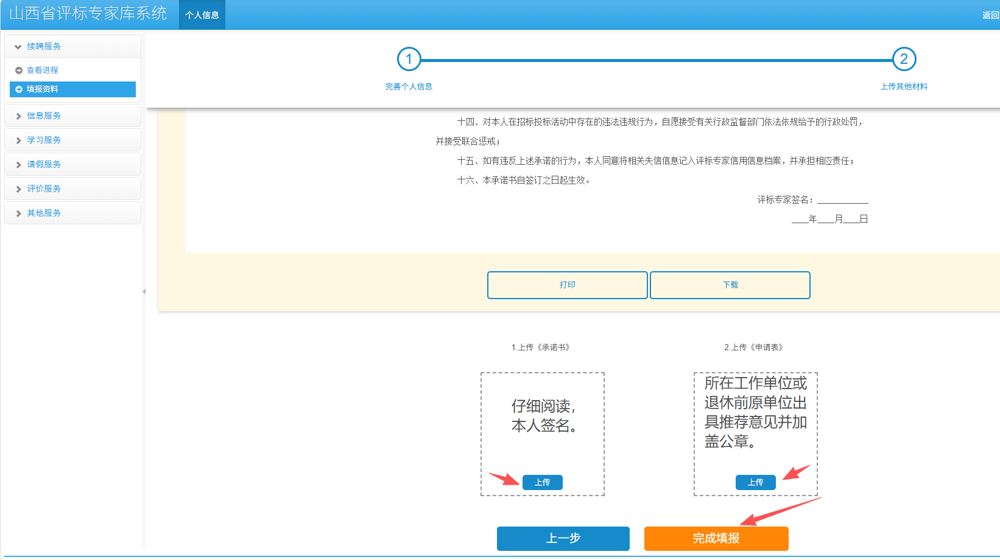 山西省评标专家库系统
个人信息
返回
续聘服务
查看进程
填报资料
信息服务
学习服务
请假服务
评价服务
其他服务
1
2
完善个人信息
上传其他材料
十四、对本人在招标投标活动中存在的违法违规行为，自愿接受有关行政监督部门依法依规给予的行政处罚，
并接受联合惩戒；
十五、如有违反上述承诺的行为，本人同意将相关失信信息记入评标专家信用信息档案，并承担相应责任；
十六、本承诺书自签订之日起生效。
评标专家签名：____________
____年____月____日
打印
下载
1.上传《承诺书》
2.上传《申请表》
仔细阅读，
本人签名。
上传
所在工作单位或
退休前原单位出
具推荐意见并加
盖公章。
上传
上一步
完成填报